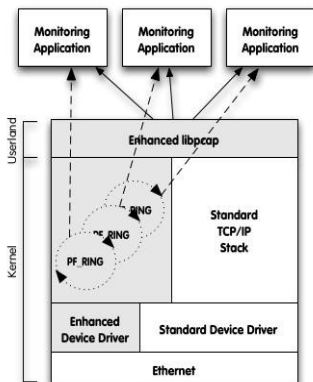 Monitoring
Application
Monitoring
Application
Monitoring
Application
Userland
Enhanced libpcap
Kernel
RING
PF_RING
PF_RING
Standard
TCP/IP
Stack
Enhanced
Device Driver
Standard Device Driver
Ethernet